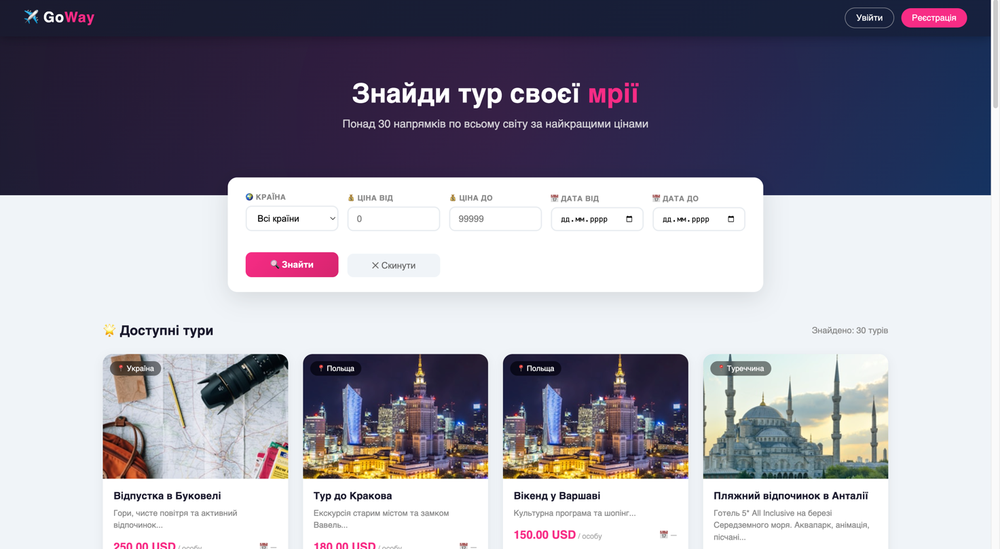 GoWay
Увійти
Реєстрація
Знайди тур своєї мрії
Понад 30 напрямків по всьому світу за найкращими цінами
КРАЇНА
ЦІНА ВІД
ЦІНА ДО
ДАТА ВІД
ДАТА ДО
Всі країни
0
99999
дд.мм.рррр
дд.мм.рррр
Знайти
✕ Скинути
Доступні тури
Знайдено: 30 турів
Україна
Польща
Польща
Туреччина
Відпустка в Буковелі
Гори, чисте повітря та активний
відпочинок...
250.00 USD / особу
—
Тур до Кракова
Екскурсія старим містом та замком
Вавель...
180.00 USD / особу
—
Вікенд у Варшаві
Культурна програма та шопінг...
150.00 USD / особу
—
Пляжний відпочинок в Анталії
Готель 5* All Inclusive на березі
Середземного моря. Аквапарк, анімація,
піщані...